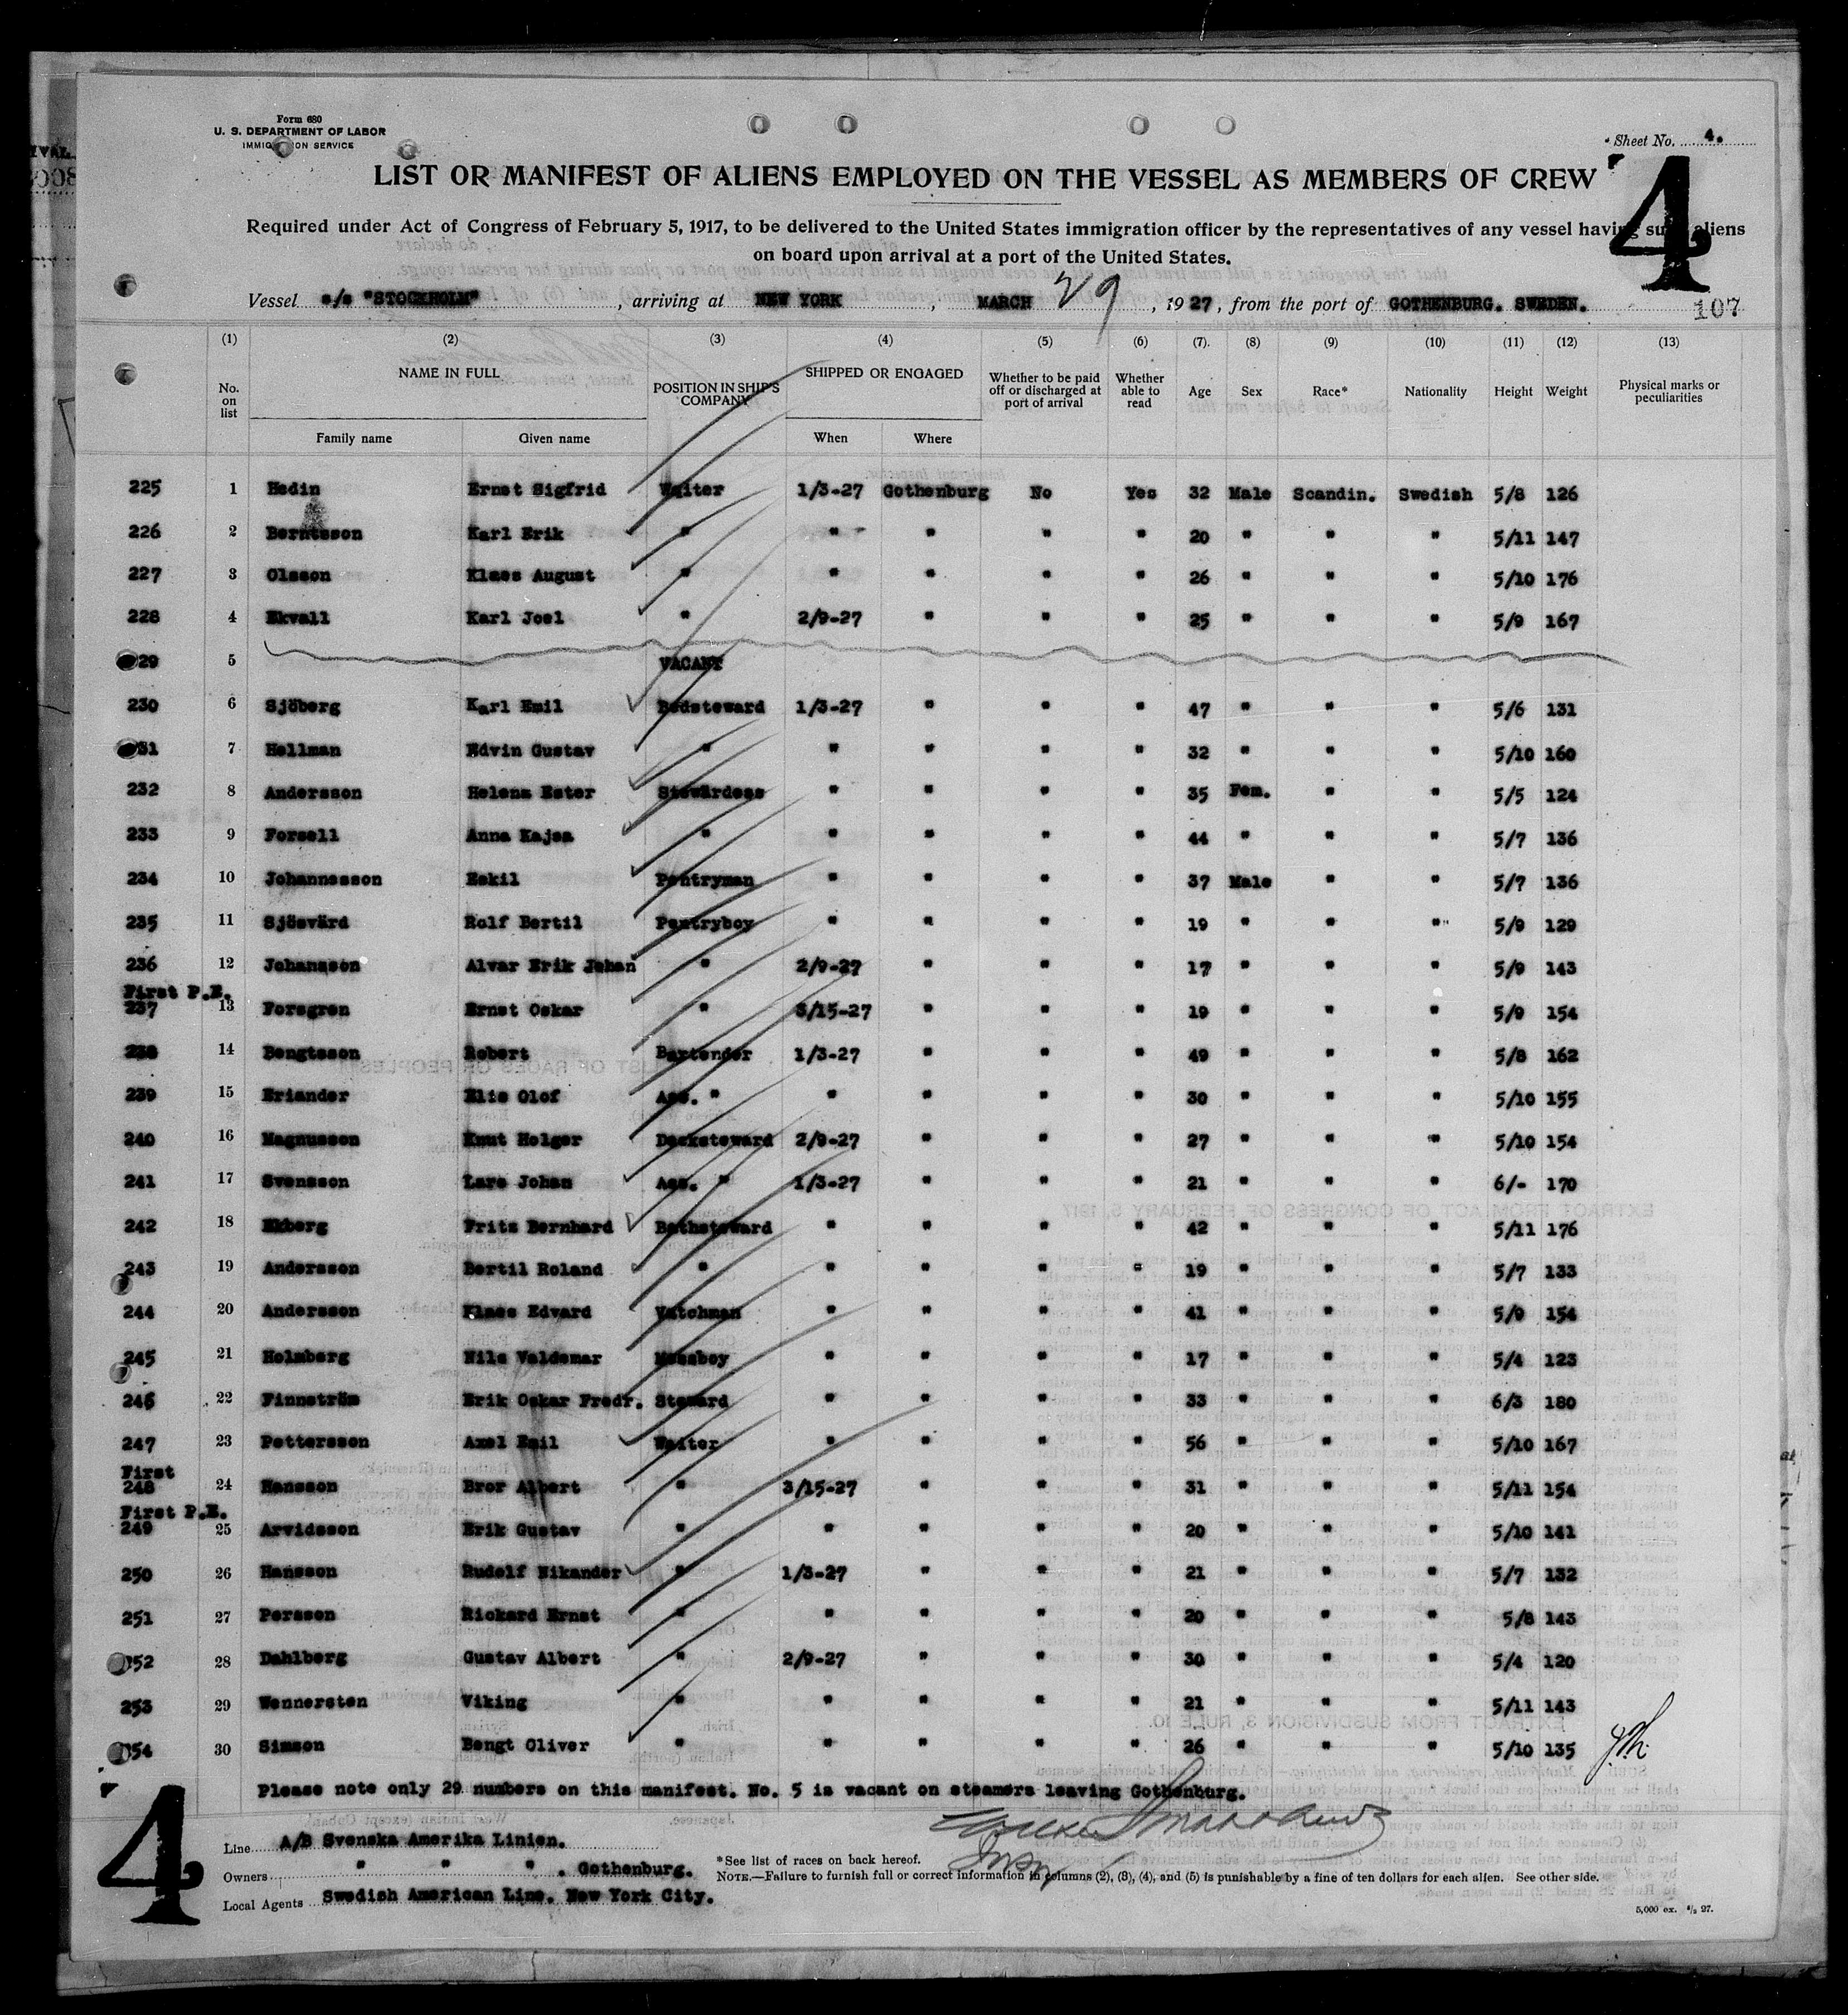 Form 680
U. S. DEPARTMENT OF LABOR
IMMIGRATION SERVICE
Sheet No. 4.
4
LIST OR MANIFEST OF ALIENS EMPLOYED ON THE VESSEL AS MEMBERS OF CREW
Required under Act of Congress of February 5, 1917, to be delivered to the United States immigration officer by the representatives of any vessel having such aliens
on board upon arrival at a port of the United States.
Vessel s/s "STOCKHOLM", arriving at NEW YORK, MARCH 29, 1927, from the port of GOTHENBURG. SWEDEN.
107
(1) (2) (3) (4) (5) (6) (7). (8) (9) (10) (11) (12) (13)
No. on list NAME IN FULL POSITION IN SHIP'S COMPANY SHIPPED OR ENGAGED Whether to be paid off or discharged at port of arrival Whether able to read Age Sex Race* Nationality Height Weight Physical marks or peculiarities
Family name Given name When Where
225 1 Hedin Ernst Sigfrid Waiter 1/3-27 Gothenburg No Yes 32 Male Scandin. Swedish 5/8 126
226 2 Berntsson Karl Erik " " " " " 20 " " " 5/11 147
227 3 Olsson Klaes August " " " " " 26 " " " 5/10 176
228 4 Ekvall Karl Joel " 2/9-27 " " " 25 " " " 5/9 167
29 5 VACANT
230 6 Sjöberg Karl Emil Bedsteward 1/3-27 " " " 47 " " " 5/6 131
31 7 Hellman Edvin Gustav " " " " " 32 " " " 5/10 160
232 8 Andersson Helena Ester Stewärdess " " " " 35 Fem. " " 5/5 124
233 9 Forsell Anna Kajsa " " " " " 44 " " " 5/7 136
234 10 Johannesson Eskil Pentryman " " " " 37 Male " " 5/7 136
235 11 Sjösvärd Rolf Bertil Pentryboy " " " " 19 " " " 5/9 129
236 12 Johansson Alvar Erik Johan " 2/9-27 " " " 17 " " " 5/9 143
First P.E.
237 13 Forsgren Ernst Oskar " 3/15-27 " " " 19 " " " 5/9 154
238 14 Bengtsson Robert Bartender 1/3-27 " " " 49 " " " 5/8 162
239 15 Eriander Elis Olof Ass. " " " " " 30 " " " 5/10 155
240 16 Magnusson Knut Holger Decksteward 2/9-27 " " " 27 " " " 5/10 154
241 17 Svensson Lars Johan Ass. " 1/3-27 " " " 21 " " " 6/- 170
242 18 Ekberg Frits Bernhard Bathsteward " " " " 42 " " " 5/11 176
243 19 Andersson Bertil Roland " " " " " 19 " " " 5/7 133
244 20 Andersson Klaes Edvard Watchman " " " " 41 " " " 5/9 154
245 21 Holmberg Nils Valdemar Messboy " " " " 17 " " " 5/4 123
246 22 Finnström Erik Oskar Fredr. Steward " " " " 33 " " " 6/3 180
247 23 Pettersson Axel Emil Waiter " " " " 56 " " " 5/10 167
First
248 24 Hansson Bror Albert " 3/15-27 " " " 31 " " " 5/11 154
First P.E.
249 25 Arvidsson Erik Gustav " " " " " 20 " " " 5/10 141
250 26 Hansson Rudolf Nikander " 1/3-27 " " " 21 " " " 5/7 132
251 27 Persson Rickard Ernst " " " " " 20 " " " 5/8 143
252 28 Dahlberg Gustav Albert " 2/9-27 " " " 30 " " " 5/4 120
253 29 Wennersten Viking " " " " " 21 " " " 5/11 143
254 30 Simson Bengt Oliver " " " " " 26 " " " 5/10 135
Please note only 29 numbers on this manifest. No. 5 is vacant on steamers leaving Gothenburg.
4
Line A/B Svenska Amerika Linien.
Owners " " " . Gothenburg.
Local Agents Swedish American Line. New York City.
*See list of races on back hereof.
NOTE.—Failure to furnish full or correct information in columns (2), (3), (4), and (5) is punishable by a fine of ten dollars for each alien. See other side.
5,000 ex. 4/2 27.